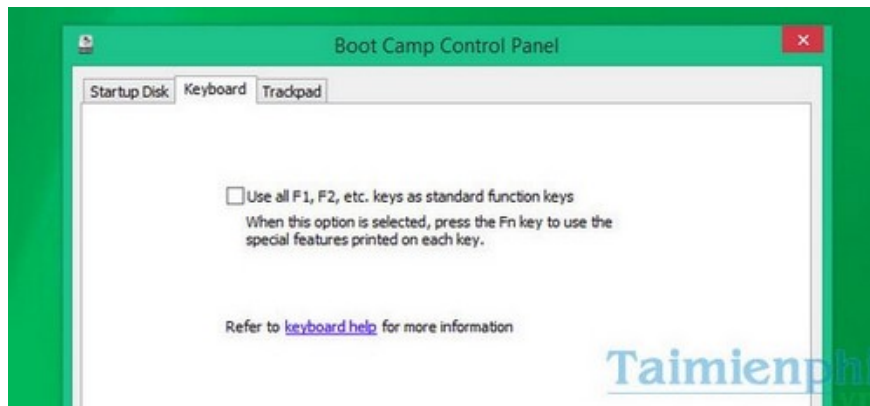 Boot Camp Control Panel
Startup Disk Keyboard Trackpad
Use all F1, F2, etc. keys as standard function keys
When this option is selected, press the Fn key to use the
special features printed on each key.
Refer to keyboard help for more information
Taimienphi